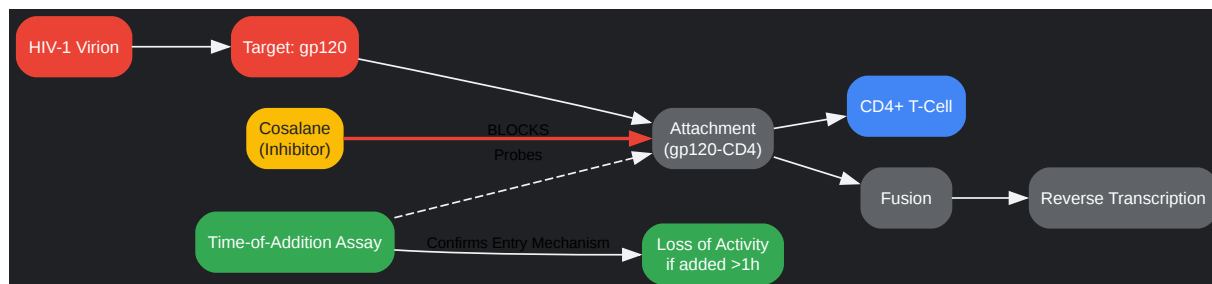 HIV-1 Virion
Target: gp120
Cosalane
(Inhibitor)
BLOCKS
Probes
Attachment
(gp120-CD4)
CD4+ T-Cell
Fusion
Reverse Transcription
Time-of-Addition Assay
Confirms Entry Mechanism
Loss of Activity
if added >1h